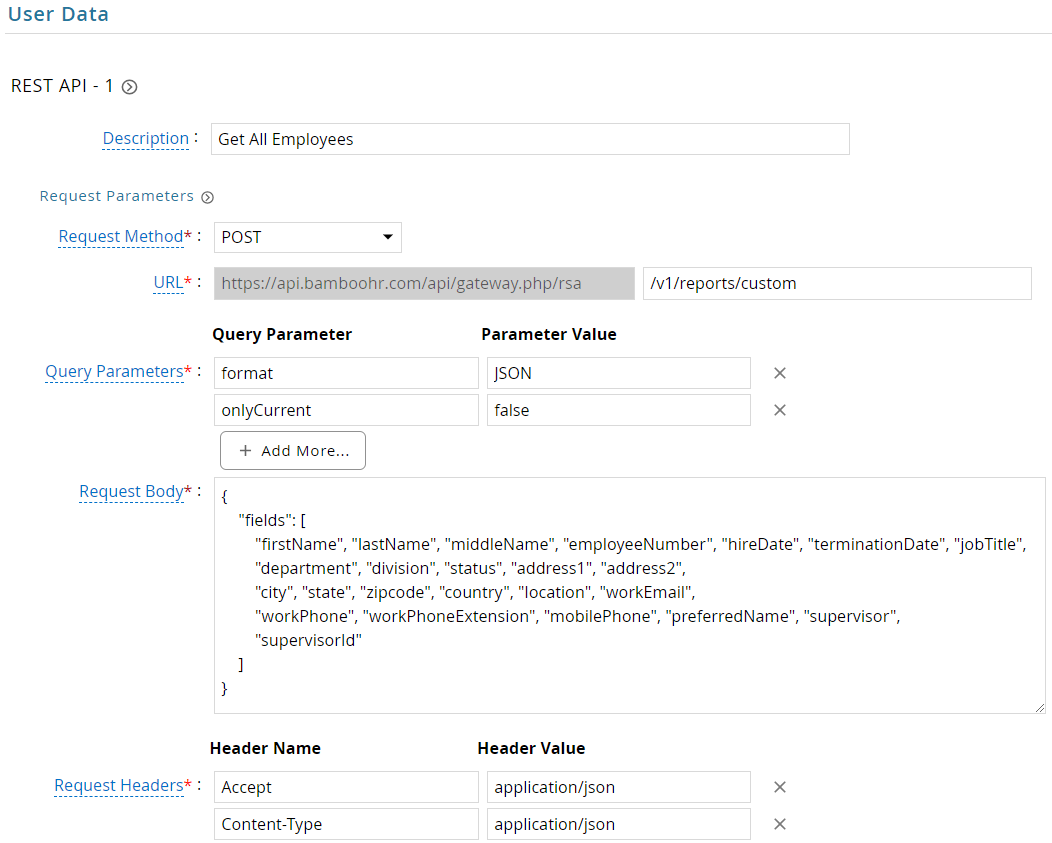 User Data
REST API - 1
Description :
Get All Employees
Request Parameters
Request Method* :
POST
URL* :
https://api.bamboohr.com/api/gateway.php/rsa
/v1/reports/custom
Query Parameter Parameter Value
Query Parameters* :
format JSON
onlyCurrent false
+ Add More...
Request Body* :
{
"fields": [
"firstName", "lastName", "middleName", "employeeNumber", "hireDate", "terminationDate", "jobTitle",
"department", "division", "status", "address1", "address2",
"city", "state", "zipcode", "country", "location", "workEmail",
"workPhone", "workPhoneExtension", "mobilePhone", "preferredName", "supervisor",
"supervisorId"
]
}
Header Name Header Value
Request Headers* :
Accept application/json
Content-Type application/json